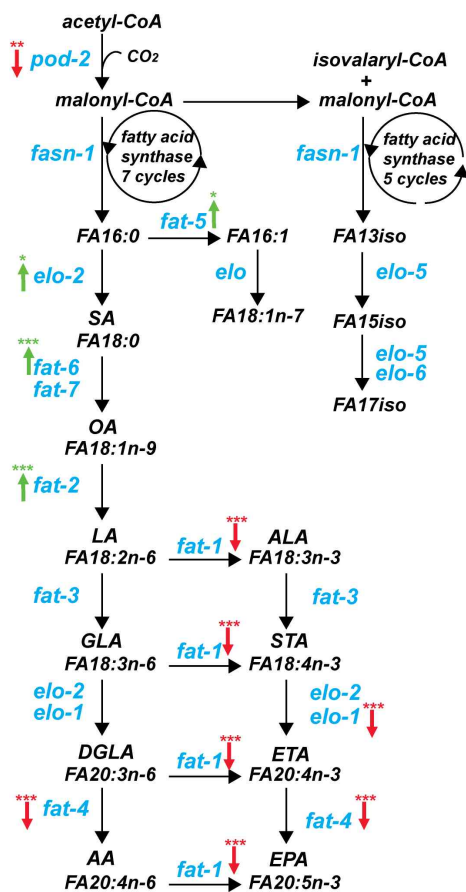 acetyl-CoA
**
pod-2
CO₂
malonyl-CoA
isovalaryl-CoA
+
malonyl-CoA
fasn-1
fatty acid
synthase
7 cycles
fasn-1
fatty acid
synthase
5 cycles
FA16:0
fat-5
*
FA16:1
FA13iso
*
elo-2
elo
elo-5
SA
FA18:0
FA18:1n-7
FA15iso
***
fat-6
fat-7
elo-5
elo-6
FA17iso
OA
FA18:1n-9
***
fat-2
LA
FA18:2n-6
fat-1
***
ALA
FA18:3n-3
fat-3
fat-3
GLA
FA18:3n-6
fat-1
***
STA
FA18:4n-3
elo-2
elo-1
elo-2
elo-1
***
DGLA
FA20:3n-6
fat-1
***
ETA
FA20:4n-3
***
fat-4
fat-4
***
AA
FA20:4n-6
fat-1
***
EPA
FA20:5n-3